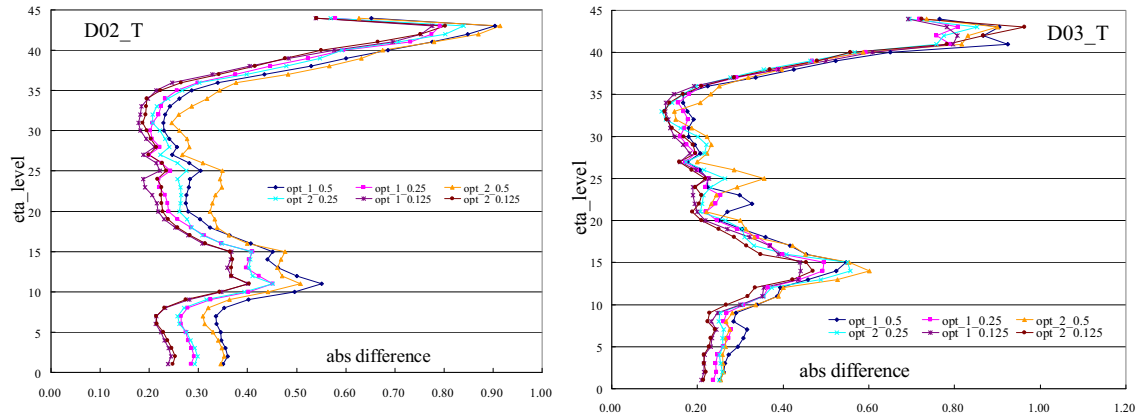 D02_T
eta_level
45
40
35
30
25
20
15
10
5
0
opt_1_0.5 opt_1_0.25 opt_2_0.5
opt_2_0.25 opt_1_0.125 opt_2_0.125
abs difference
0.00 0.10 0.20 0.30 0.40 0.50 0.60 0.70 0.80 0.90 1.00
D03_T
45
40
35
30
25
20
15
10
5
0
opt_1_0.5 opt_1_0.25 opt_2_0.5
opt_2_0.25 opt_1_0.125 opt_2_0.125
abs difference
0.00 0.20 0.40 0.60 0.80 1.00 1.20